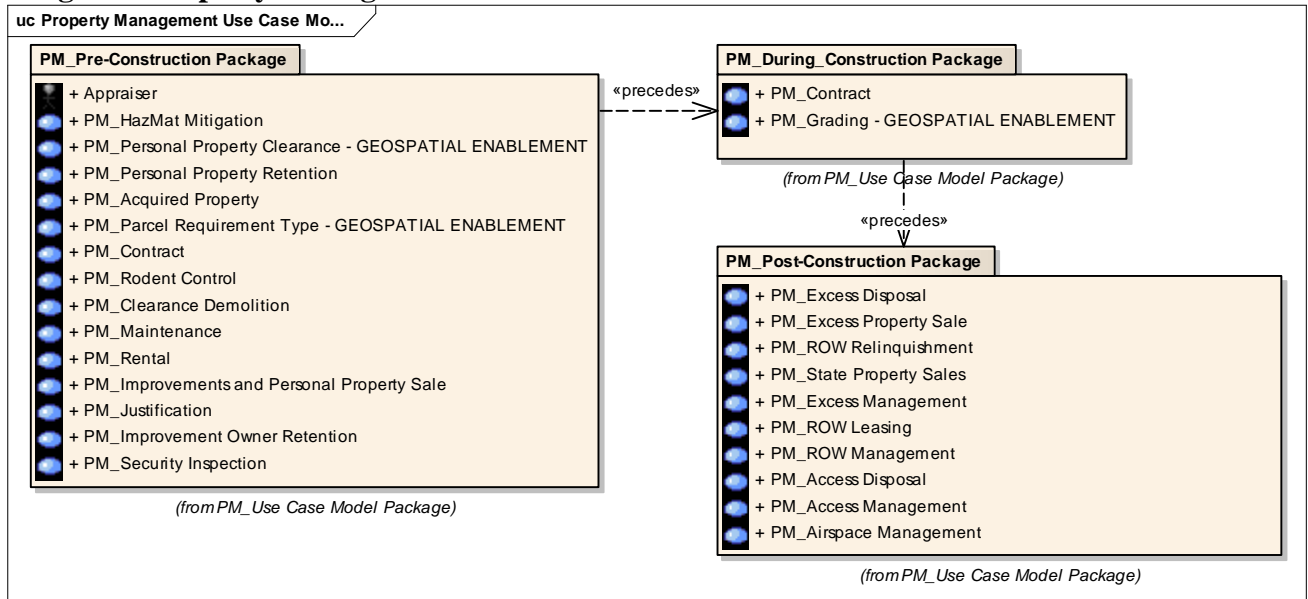 uc Property Management Use Case Mo...
PM_Pre-Construction Package
+ Appraiser
+ PM_HazMat Mitigation
+ PM_Personal Property Clearance - GEOSPATIAL ENABLEMENT
+ PM_Personal Property Retention
+ PM_Acquired Property
+ PM_Parcel Requirement Type - GEOSPATIAL ENABLEMENT
+ PM_Contract
+ PM_Rodent Control
+ PM_Clearance Demolition
+ PM_Maintenance
+ PM_Rental
+ PM_Improvements and Personal Property Sale
+ PM_Justification
+ PM_Improvement Owner Retention
+ PM_Security Inspection
(from PM_Use Case Model Package)
«precedes»
PM_During_Construction Package
+ PM_Contract
+ PM_Grading - GEOSPATIAL ENABLEMENT
(from PM_Use Case Model Package)
«precedes»
PM_Post-Construction Package
+ PM_Excess Disposal
+ PM_Excess Property Sale
+ PM_ROW Relinquishment
+ PM_State Property Sales
+ PM_Excess Management
+ PM_ROW Leasing
+ PM_ROW Management
+ PM_Access Disposal
+ PM_Access Management
+ PM_Airspace Management
(from PM_Use Case Model Package)